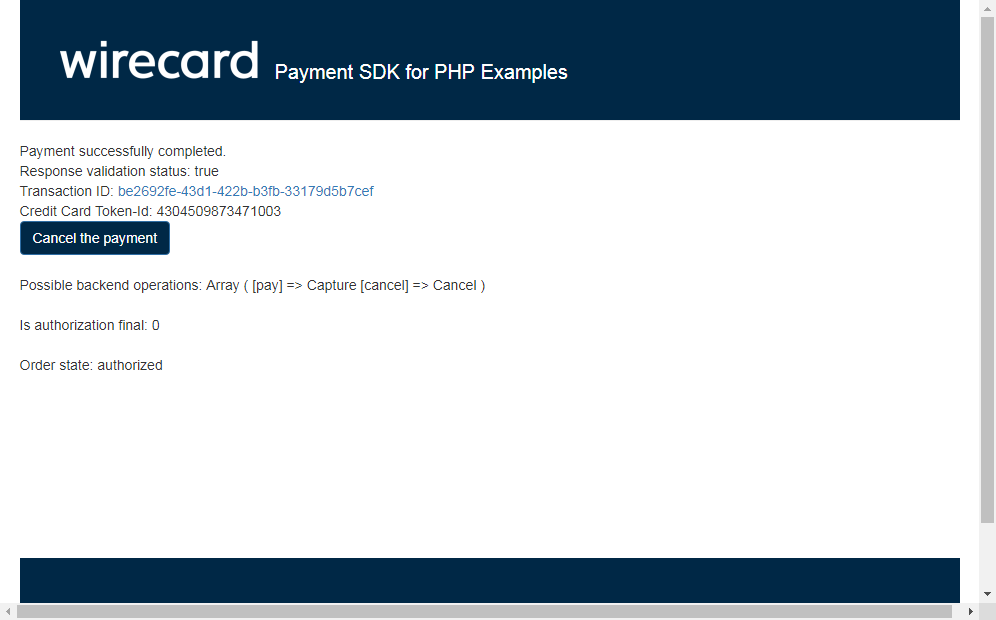 wirecard Payment SDK for PHP Examples
Payment successfully completed.
Response validation status: true
Transaction ID: be2692fe-43d1-422b-b3fb-33179d5b7cef
Credit Card Token-Id: 4304509873471003
Cancel the payment
Possible backend operations: Array ( [pay] => Capture [cancel] => Cancel )
Is authorization final: 0
Order state: authorized